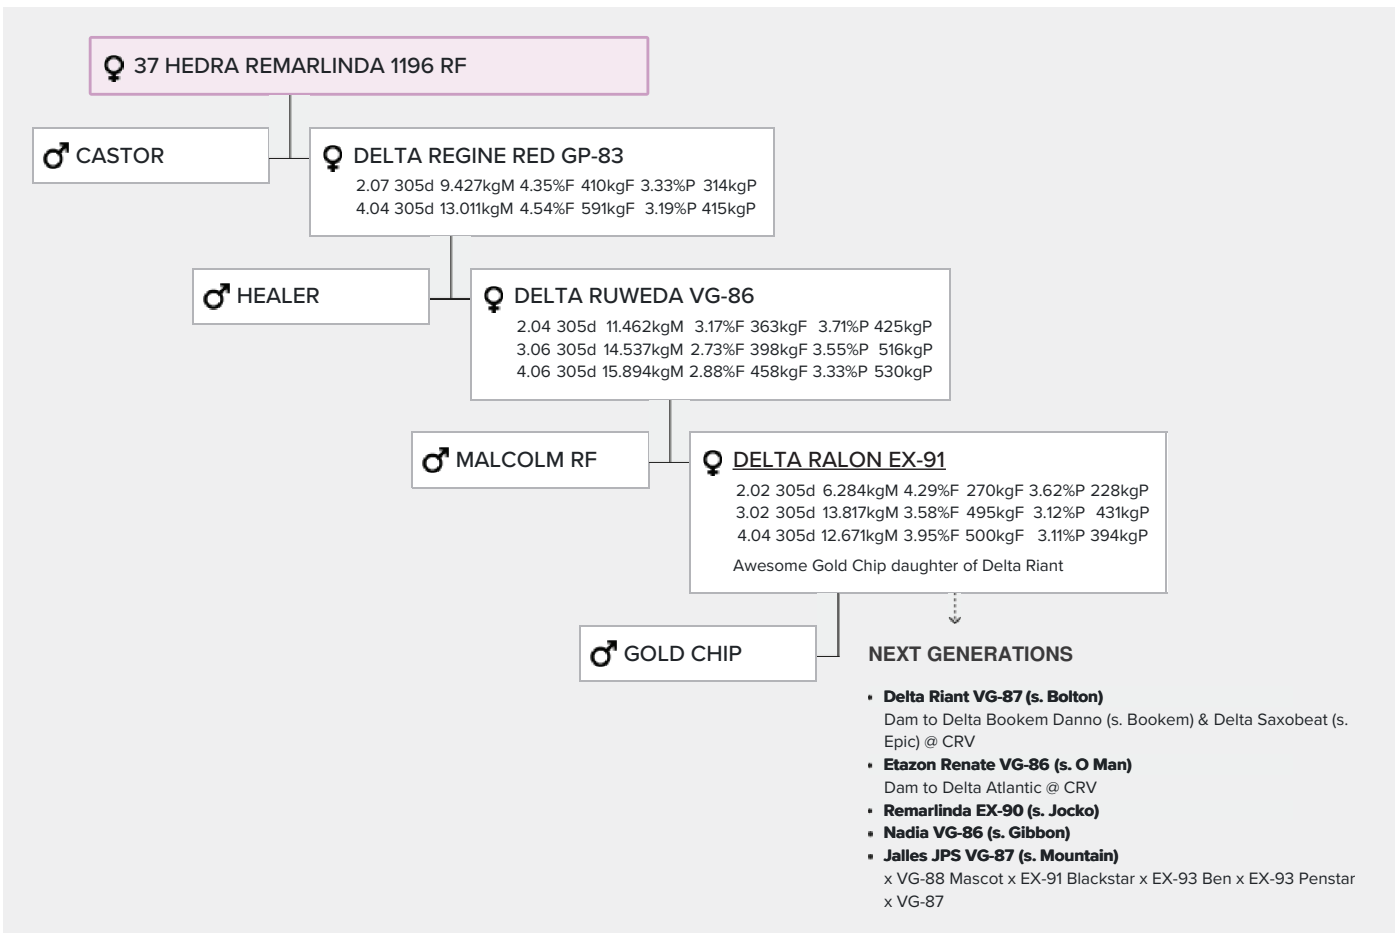 37 HEDRA REMARLINDA 1196 RF
CASTOR
DELTA REGINE RED GP-83
2.07 305d 9.427kgM 4.35%F 410kgF 3.33%P 314kgP
4.04 305d 13.011kgM 4.54%F 591kgF 3.19%P 415kgP
HEALER
DELTA RUWEDA VG-86
2.04 305d 11.462kgM 3.17%F 363kgF 3.71%P 425kgP
3.06 305d 14.537kgM 2.73%F 398kgF 3.55%P 516kgP
4.06 305d 15.894kgM 2.88%F 458kgF 3.33%P 530kgP
MALCOLM RF
DELTA RALON EX-91
2.02 305d 6.284kgM 4.29%F 270kgF 3.62%P 228kgP
3.02 305d 13.817kgM 3.58%F 495kgF 3.12%P 431kgP
4.04 305d 12.671kgM 3.95%F 500kgF 3.11%P 394kgP
Awesome Gold Chip daughter of Delta Riant
GOLD CHIP
NEXT GENERATIONS
• Delta Riant VG-87 (s. Bolton)
Dam to Delta Bookem Danno (s. Bookem) & Delta Saxobeat (s.
Epic) @ CRV
• Etazon Renate VG-86 (s. O Man)
Dam to Delta Atlantic @ CRV
• Remarlinda EX-90 (s. Jocko)
• Nadia VG-86 (s. Gibbon)
• Jalles JPS VG-87 (s. Mountain)
x VG-88 Mascot x EX-91 Blackstar x EX-93 Ben x EX-93 Penstar
x VG-87